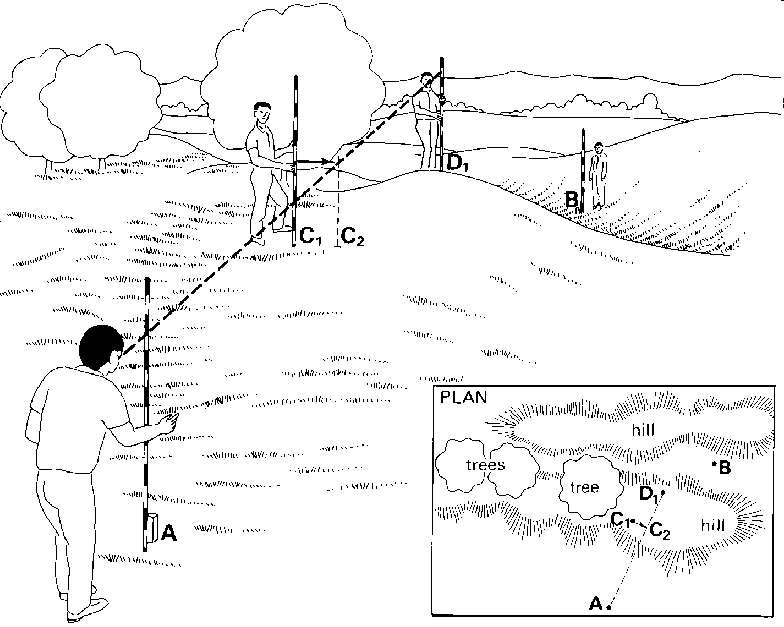 D₁
B
C₁ C₂
A
PLAN
hill
trees
B
tree
D₁
C₁
C₂
hill
A